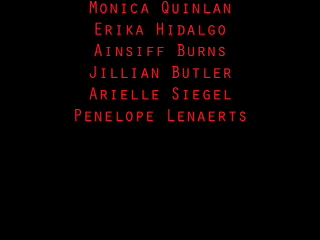 Monica Quinlan
Erika Hidalgo
Ainsiff Burns
Jillian Butler
Arielle Siegel
Penelope Lenaerts